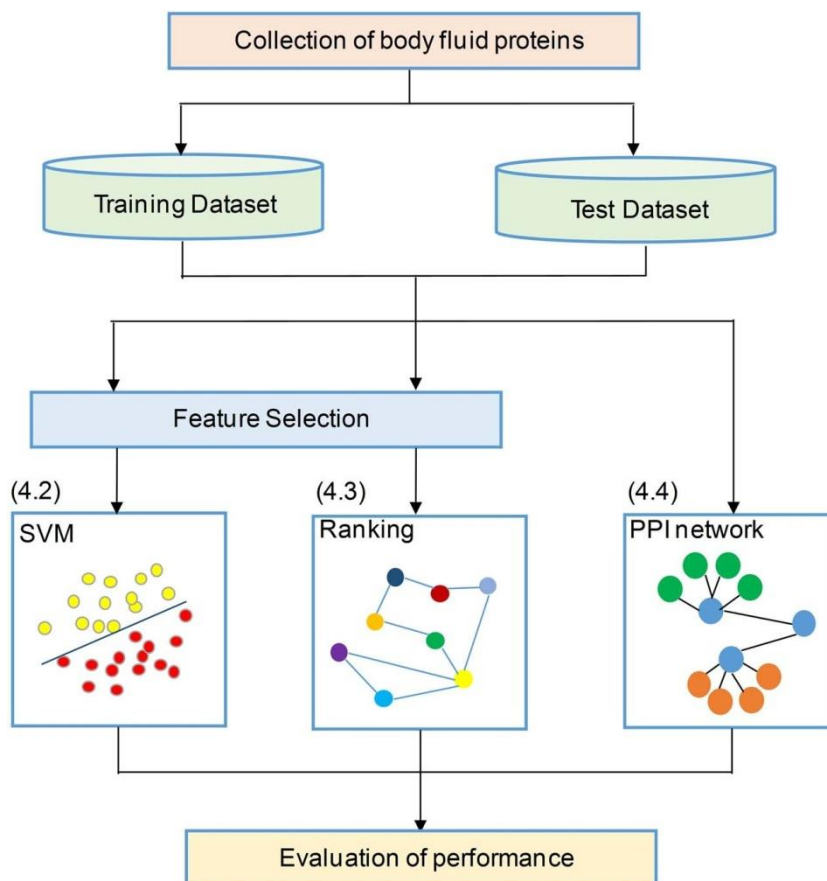 Collection of body fluid proteins
Training Dataset
Test Dataset
Feature Selection
(4.2)
(4.3)
(4.4)
SVM
Ranking
PPI network
Evaluation of performance